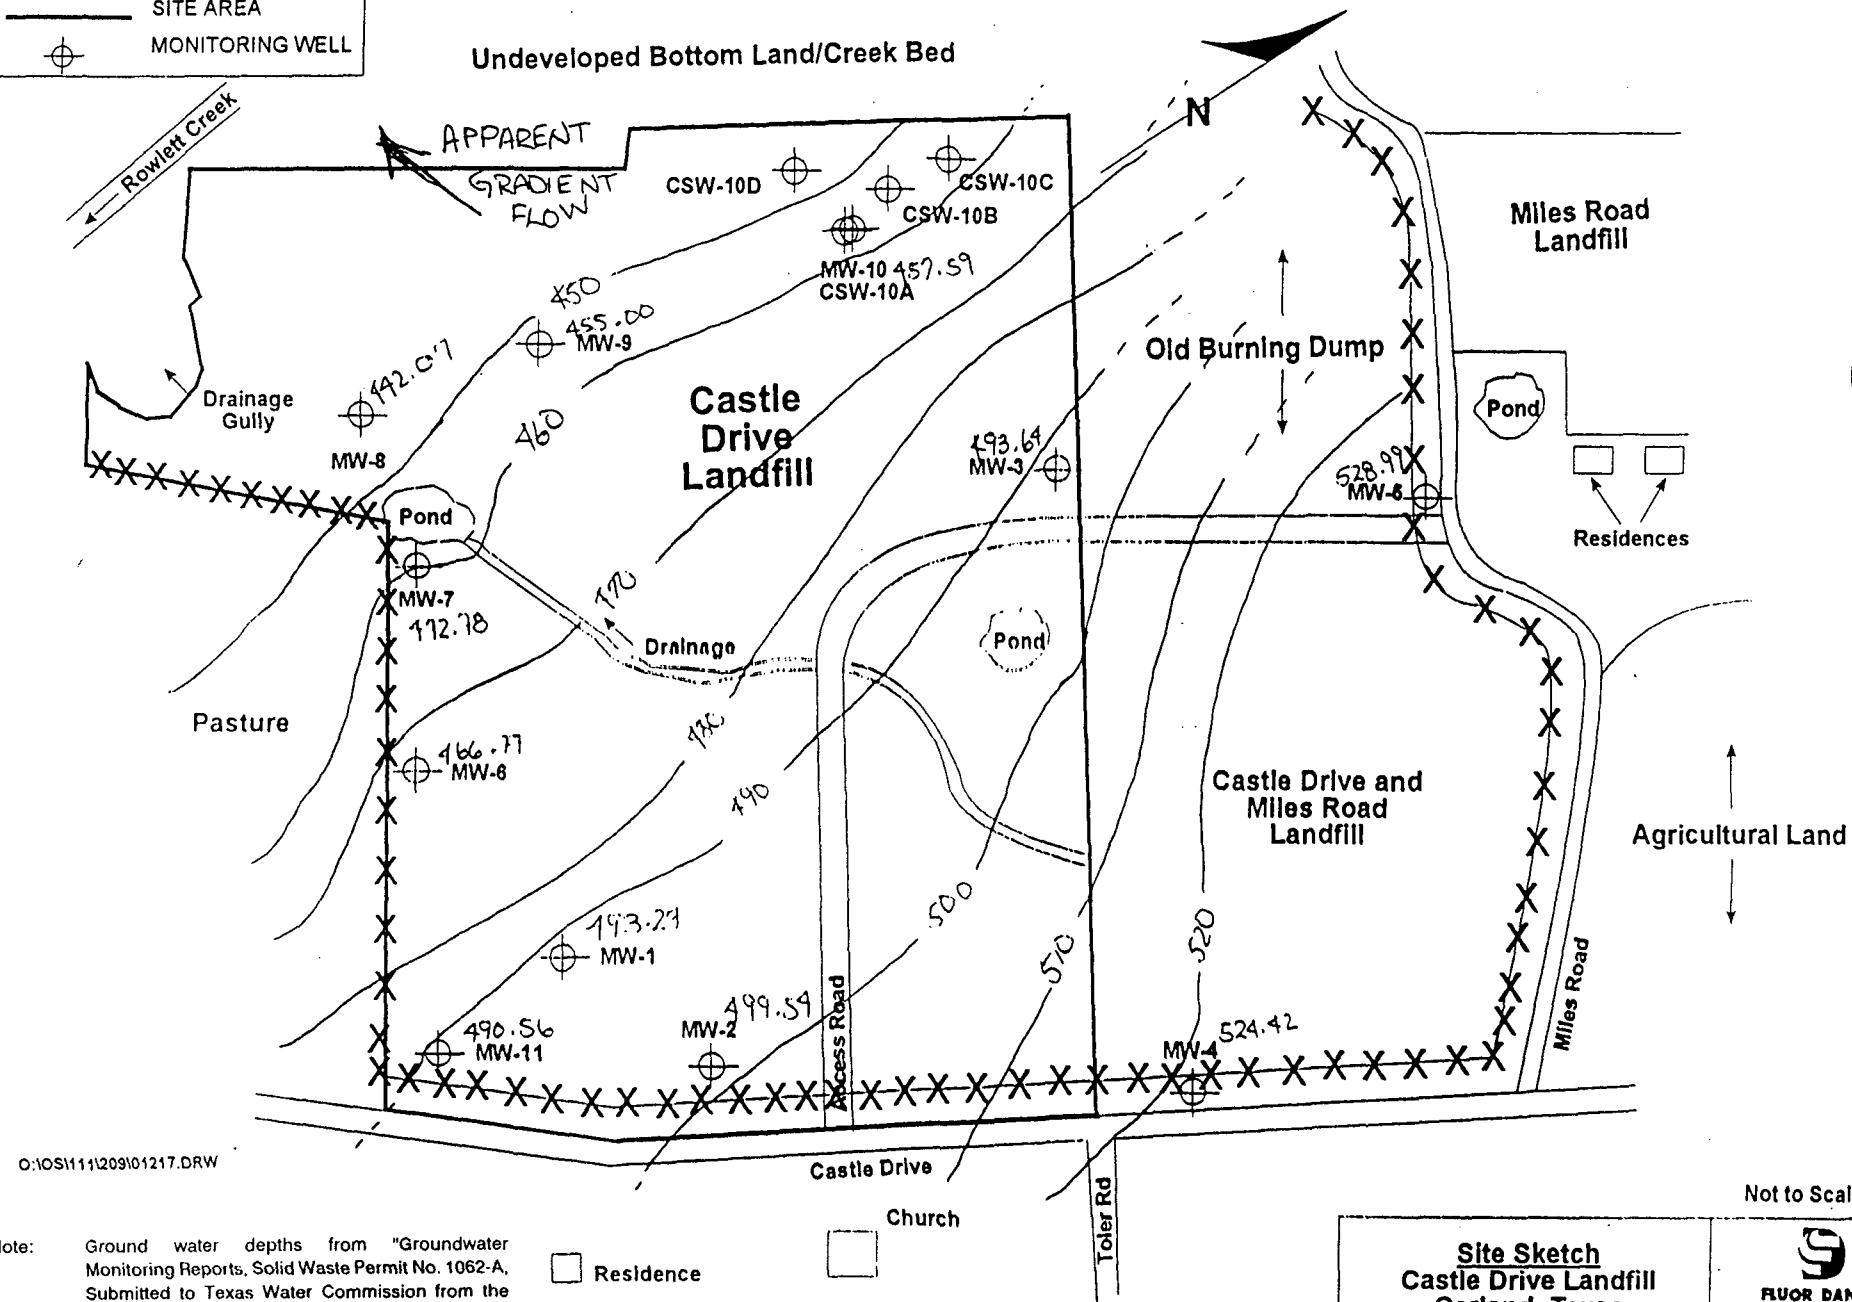 SITE AREA
MONITORING WELL
Undeveloped Bottom Land/Creek Bed
Rowlett Creek
APPARENT
GRADIENT
FLOW
N
CSW-10D
CSW-10C
CSW-10B
MW-10 457.59
CSW-10A
Miles Road
Landfill
450
455.00
MW-9
442.07
MW-8
Drainage
Gully
Old Burning Dump
Castle
Drive
Landfill
460
493.64
MW-3
528.99
MW-5
Pond
Residences
Pond
MW-7
472.78
470
Drainage
Pond
Pasture
466.77
MW-6
480
490
Castle Drive and
Miles Road
Landfill
Agricultural Land
493.27
MW-1
500
510
520
499.54
MW-2
490.56
MW-11
Access Road
524.42
MW-4
Miles Road
O:\OS\111\209\01217.DRW
Castle Drive
Toler Rd
Church
Residence
Not to Scal
ote: Ground water depths from "Groundwater
Monitoring Reports, Solid Waste Permit No. 1062-A,
Submitted to Texas Water Commission from the
Site Sketch
Castle Drive Landfill
Garland, Texas
FLUOR DAN